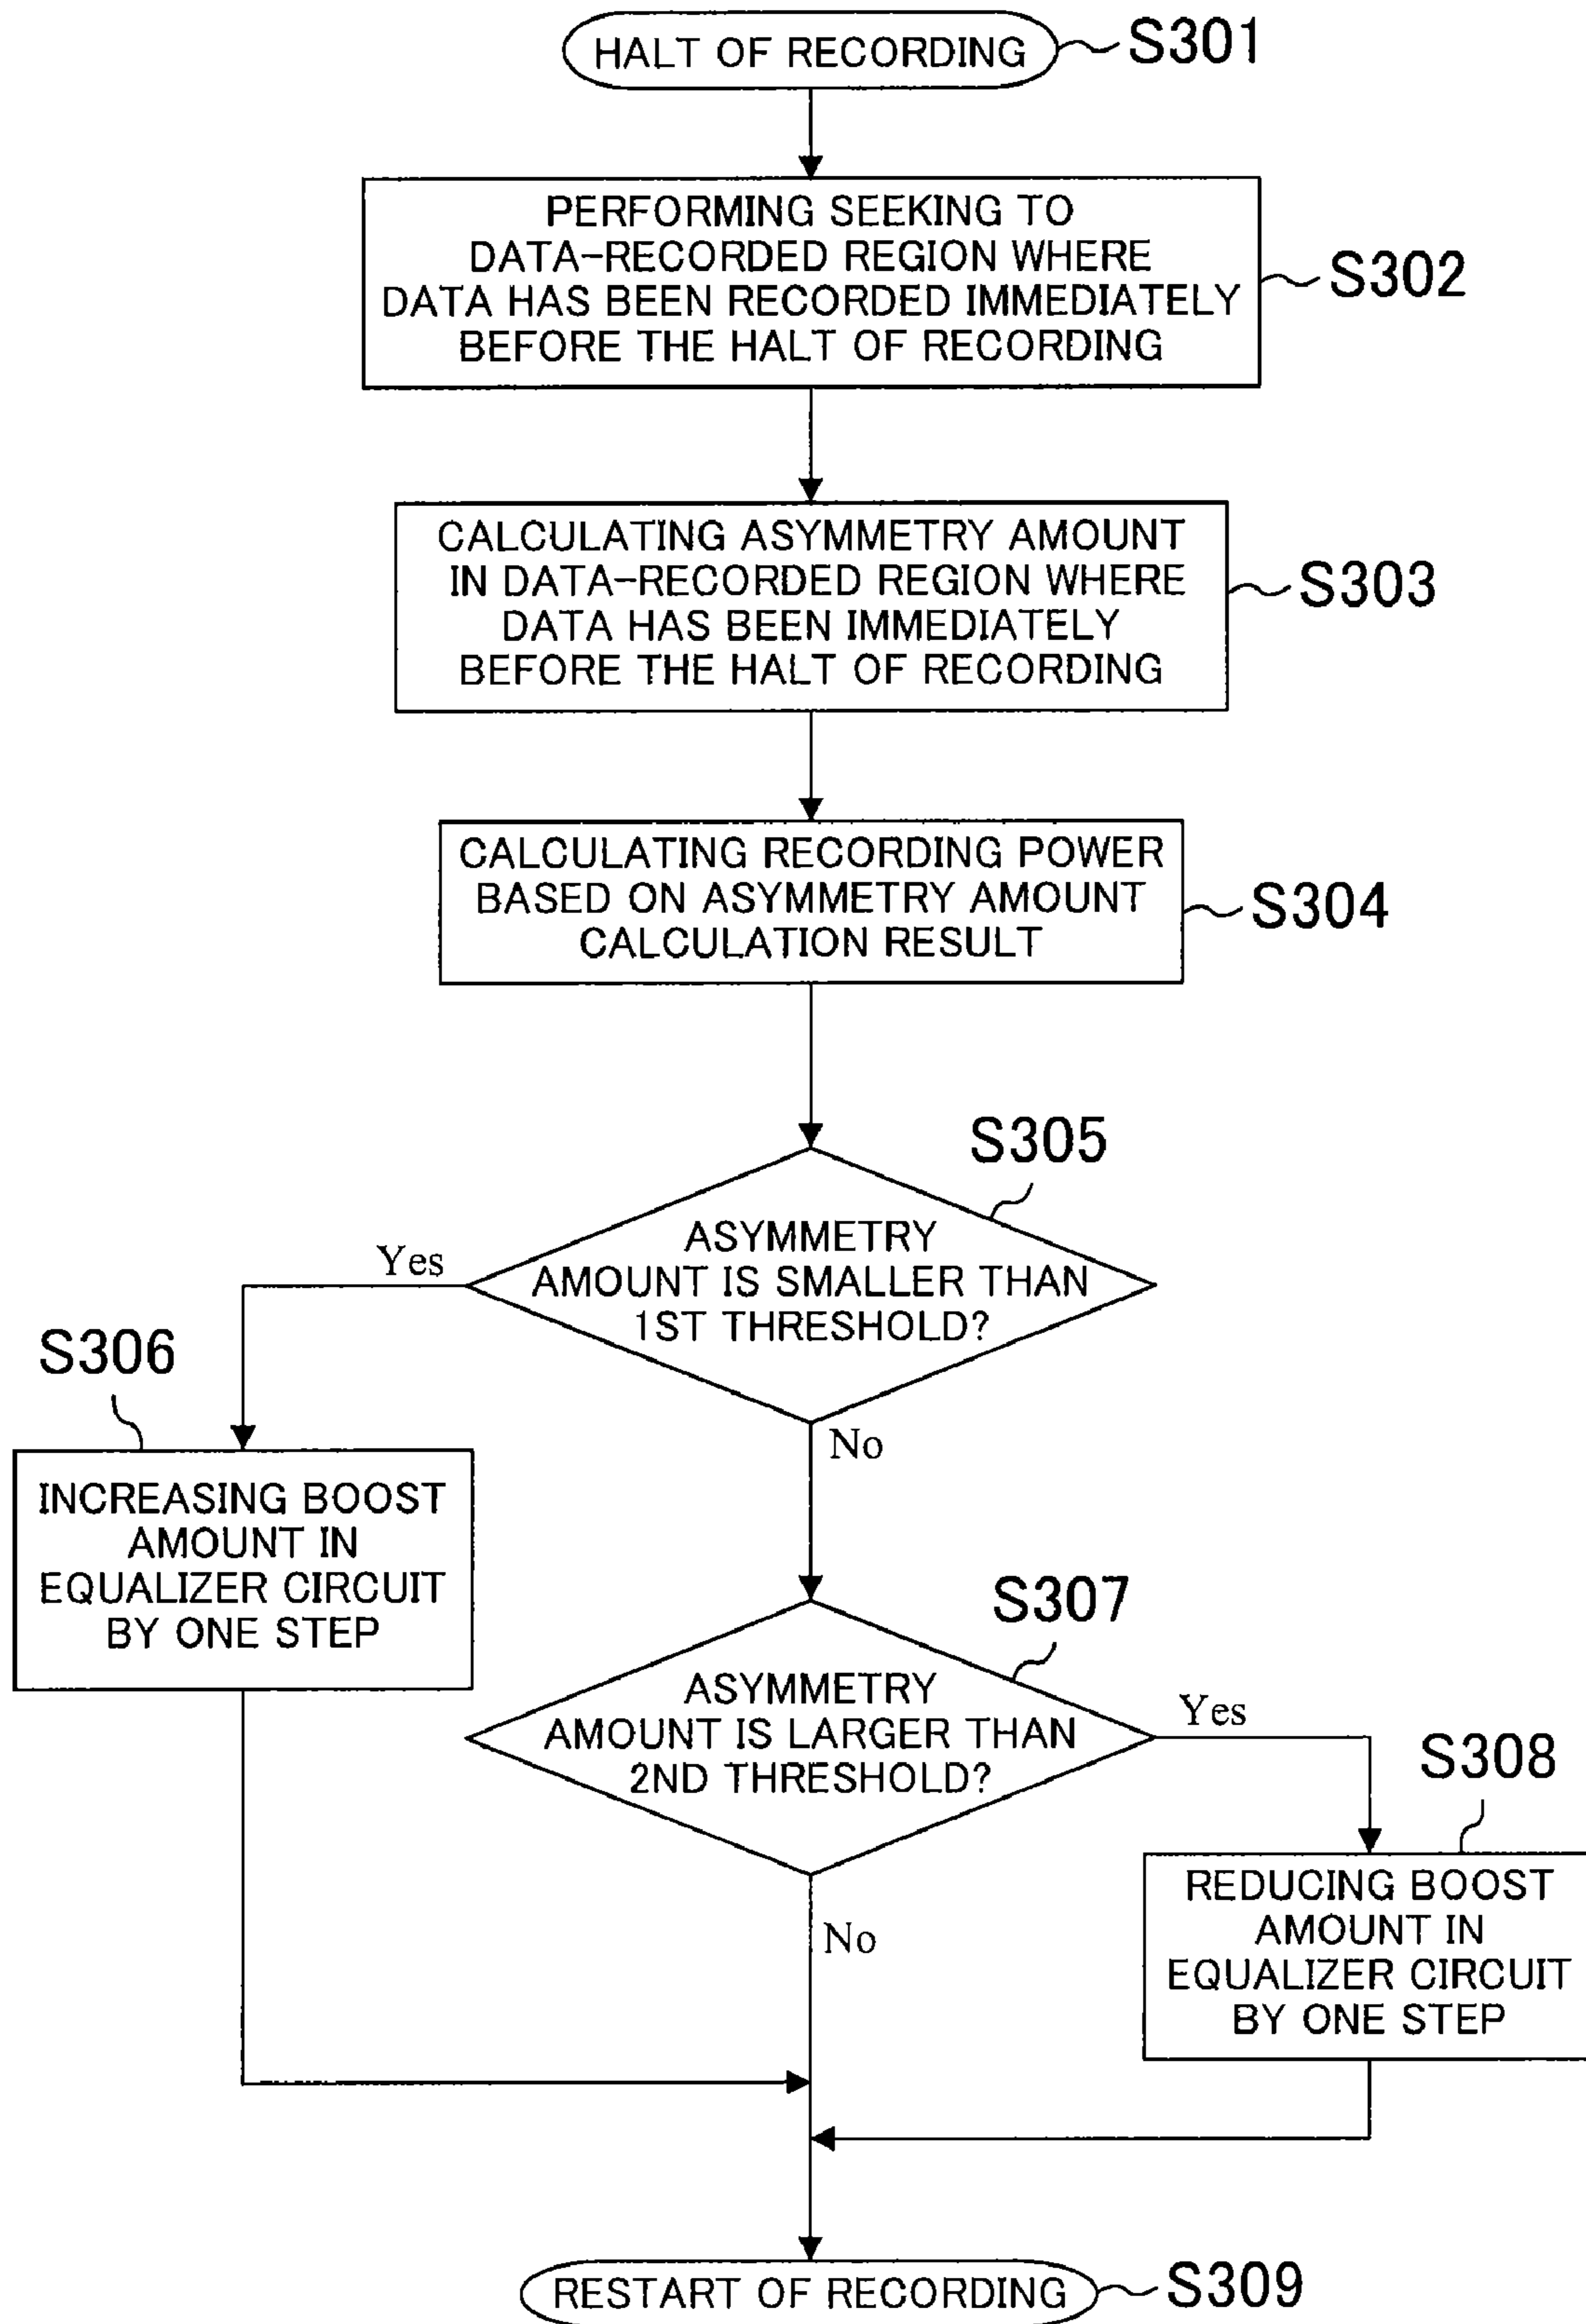 HALT OF RECORDING
S301
PERFORMING SEEKING TO
DATA-RECORDED REGION WHERE
DATA HAS BEEN RECORDED IMMEDIATELY
BEFORE THE HALT OF RECORDING
S302
CALCULATING ASYMMETRY AMOUNT
IN DATA-RECORDED REGION WHERE
DATA HAS BEEN IMMEDIATELY
BEFORE THE HALT OF RECORDING
S303
CALCULATING RECORDING POWER
BASED ON ASYMMETRY AMOUNT
CALCULATION RESULT
S304
S305
ASYMMETRY
AMOUNT IS SMALLER THAN
1ST THRESHOLD?
Yes
No
S306
INCREASING BOOST
AMOUNT IN
EQUALIZER CIRCUIT
BY ONE STEP
S307
ASYMMETRY
AMOUNT IS LARGER THAN
2ND THRESHOLD?
Yes
No
S308
REDUCING BOOST
AMOUNT IN
EQUALIZER CIRCUIT
BY ONE STEP
RESTART OF RECORDING
S309